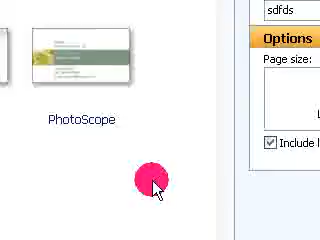 sdfds
Options
Page size:
PhotoScope
Include l